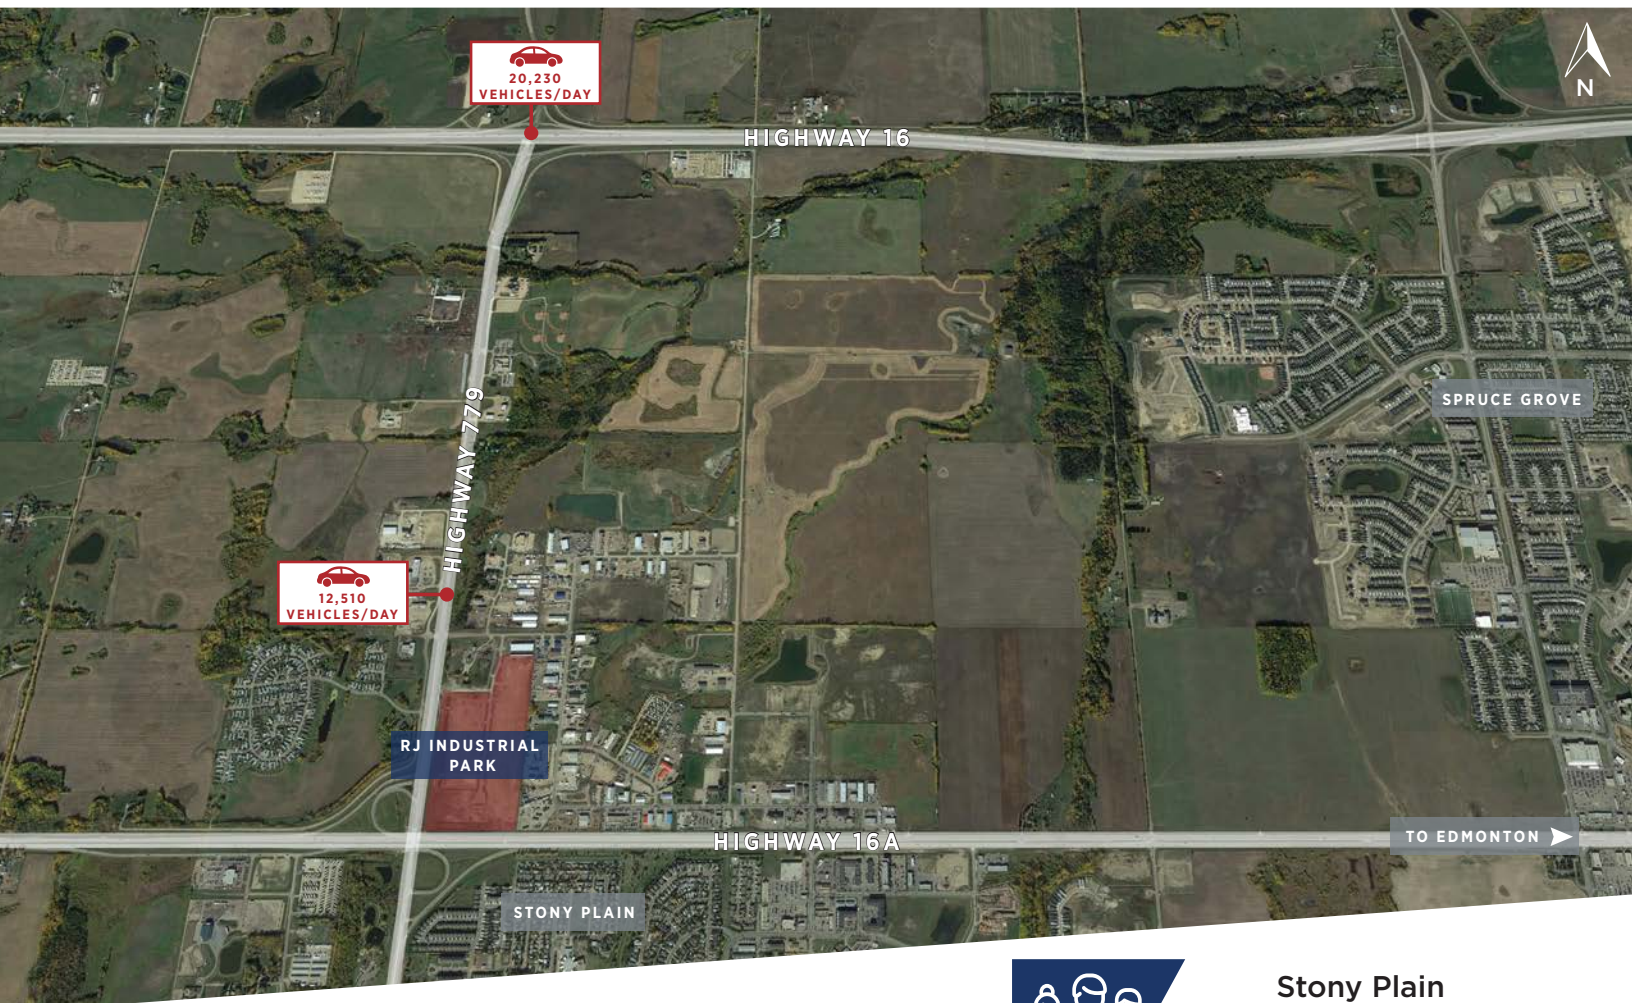 20,230
VEHICLES/DAY
N
HIGHWAY 16
HIGHWAY 779
SPRUCE GROVE
12,510
VEHICLES/DAY
RJ INDUSTRIAL
PARK
HIGHWAY 16A
TO EDMONTON
STONY PLAIN
Stony Plain